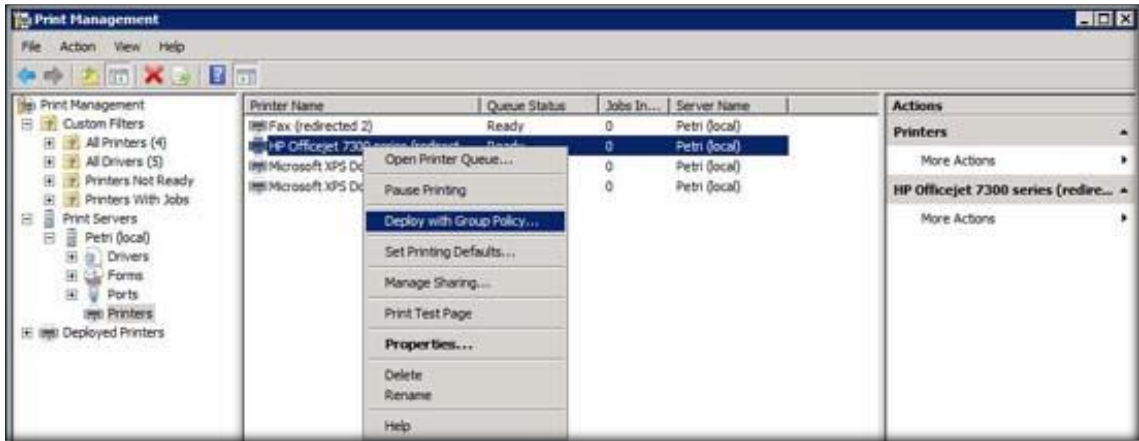 Print Management
File Action View Help
Print Management
Custom Filters
All Printers (4)
All Drivers (5)
Printers Not Ready
Printers With Jobs
Print Servers
Petri (local)
Drivers
Forms
Ports
Printers
Deployed Printers
Printer Name Queue Status Jobs In... Server Name
Fax (redirected 2) Ready 0 Petri (local)
HP Officejet 7300 series (redirect... Ready 0 Petri (local)
Microsoft XPS Do 0 Petri (local)
Microsoft XPS Do 0 Petri (local)
Open Printer Queue...
Pause Printing
Deploy with Group Policy...
Set Printing Defaults...
Manage Sharing...
Print Test Page
Properties...
Delete
Rename
Help
Actions
Printers
More Actions
HP Officejet 7300 series (redire...
More Actions